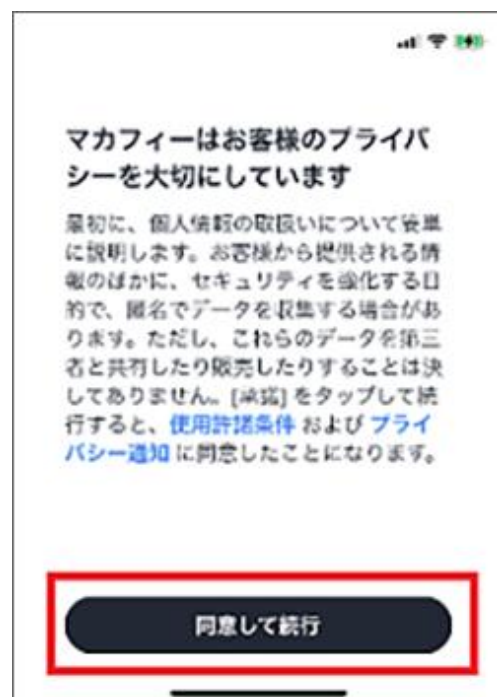 マカフィーはお客様のプライバ
シーを大切にしています
最初に、個人情報の取扱いについて簡単
に説明します。お客様から提供される情
報のほかに、セキュリティを強化する目
的で、匿名でデータを収集する場合があ
ります。ただし、これらのデータを第三
者と共有したり販売したりすることは決
してありません。[承諾] をタップして続
行すると、使用許諾条件 および プライ
バシー通知 に同意したことになります。
同意して続行